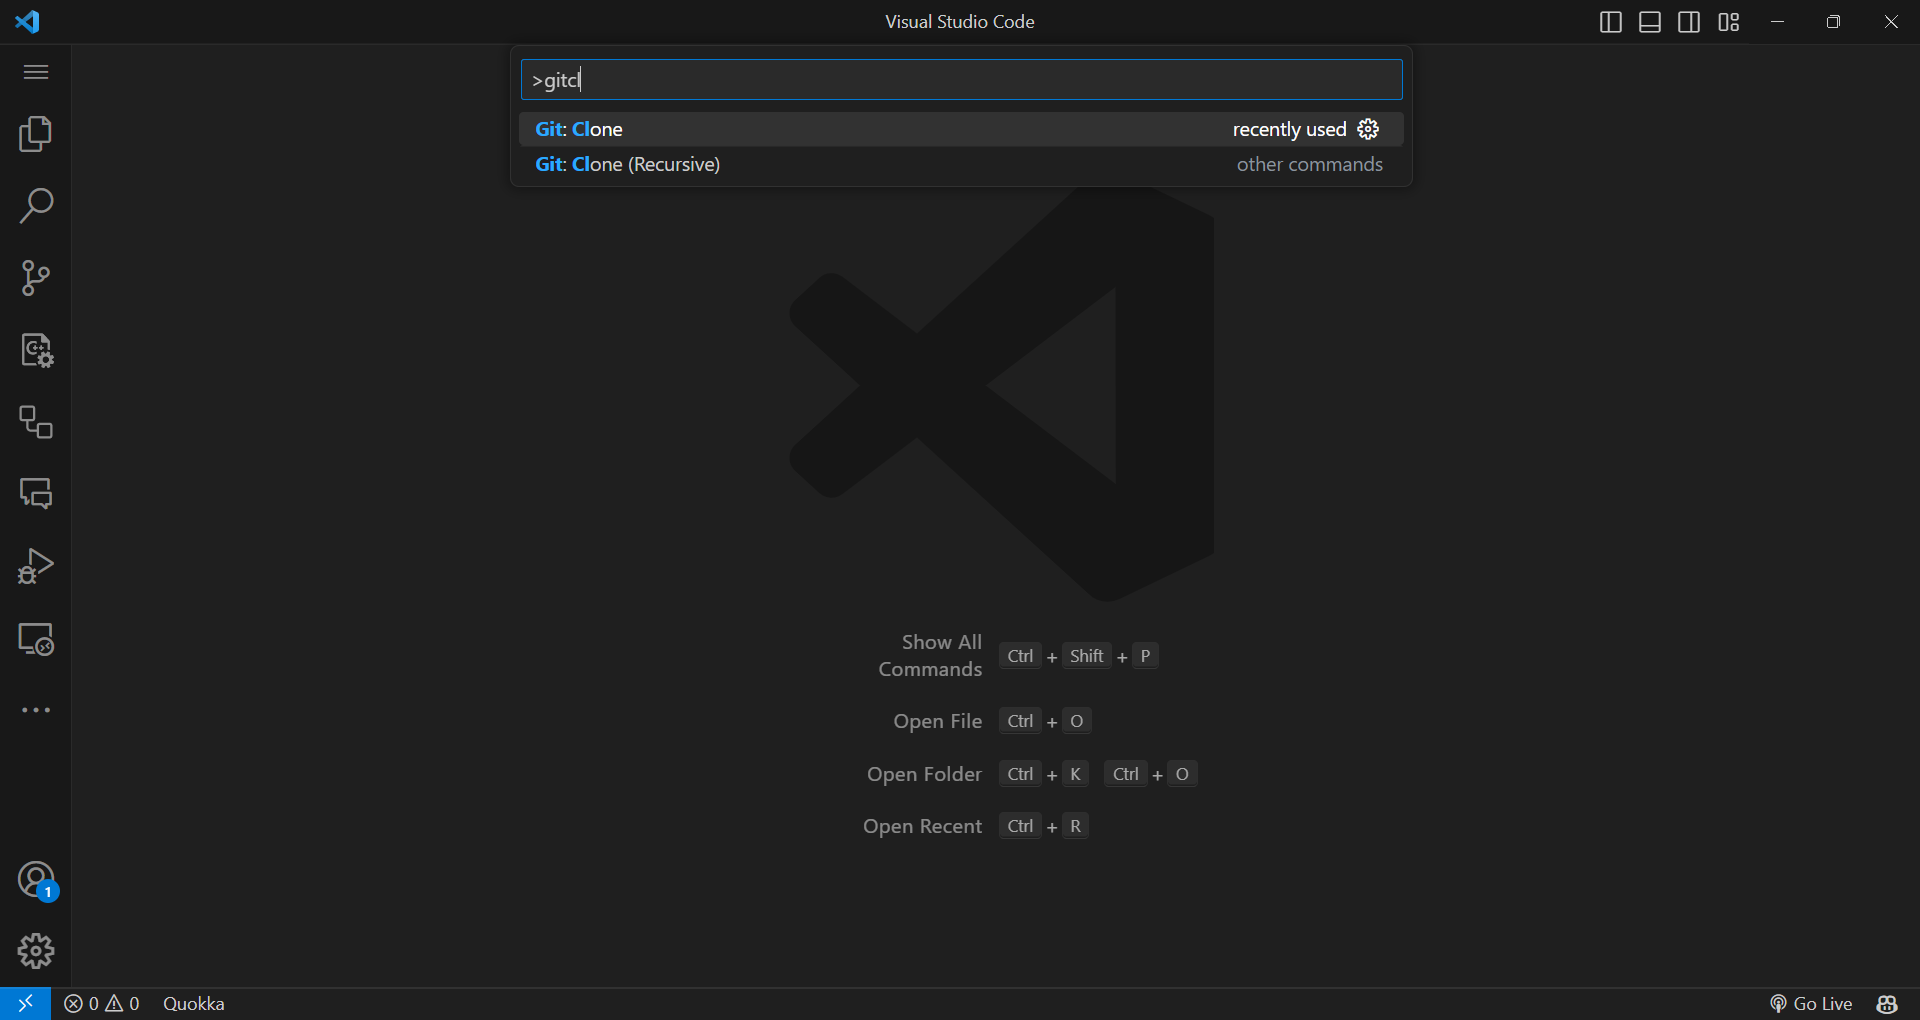 Visual Studio Code
>gitcl
Git: Clone recently used
Git: Clone (Recursive) other commands
Show All
Commands Ctrl + Shift + P
Open File Ctrl + O
Open Folder Ctrl + K Ctrl + O
Open Recent Ctrl + R
1
0 0 Quokka Go Live